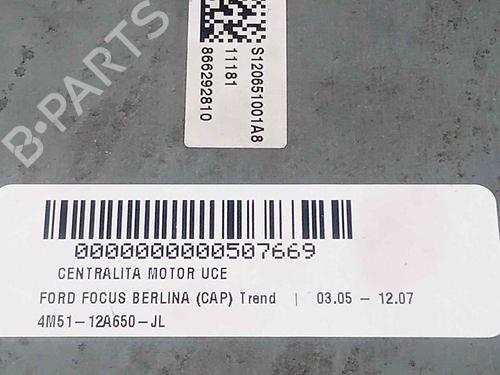 B-PARTS
S120651001A8
11181
866292810
0000000000507669
CENTRALITA MOTOR UCE
FORD FOCUS BERLINA (CAP) Trend | 03.05 - 12.07
4M51-12A650-JL